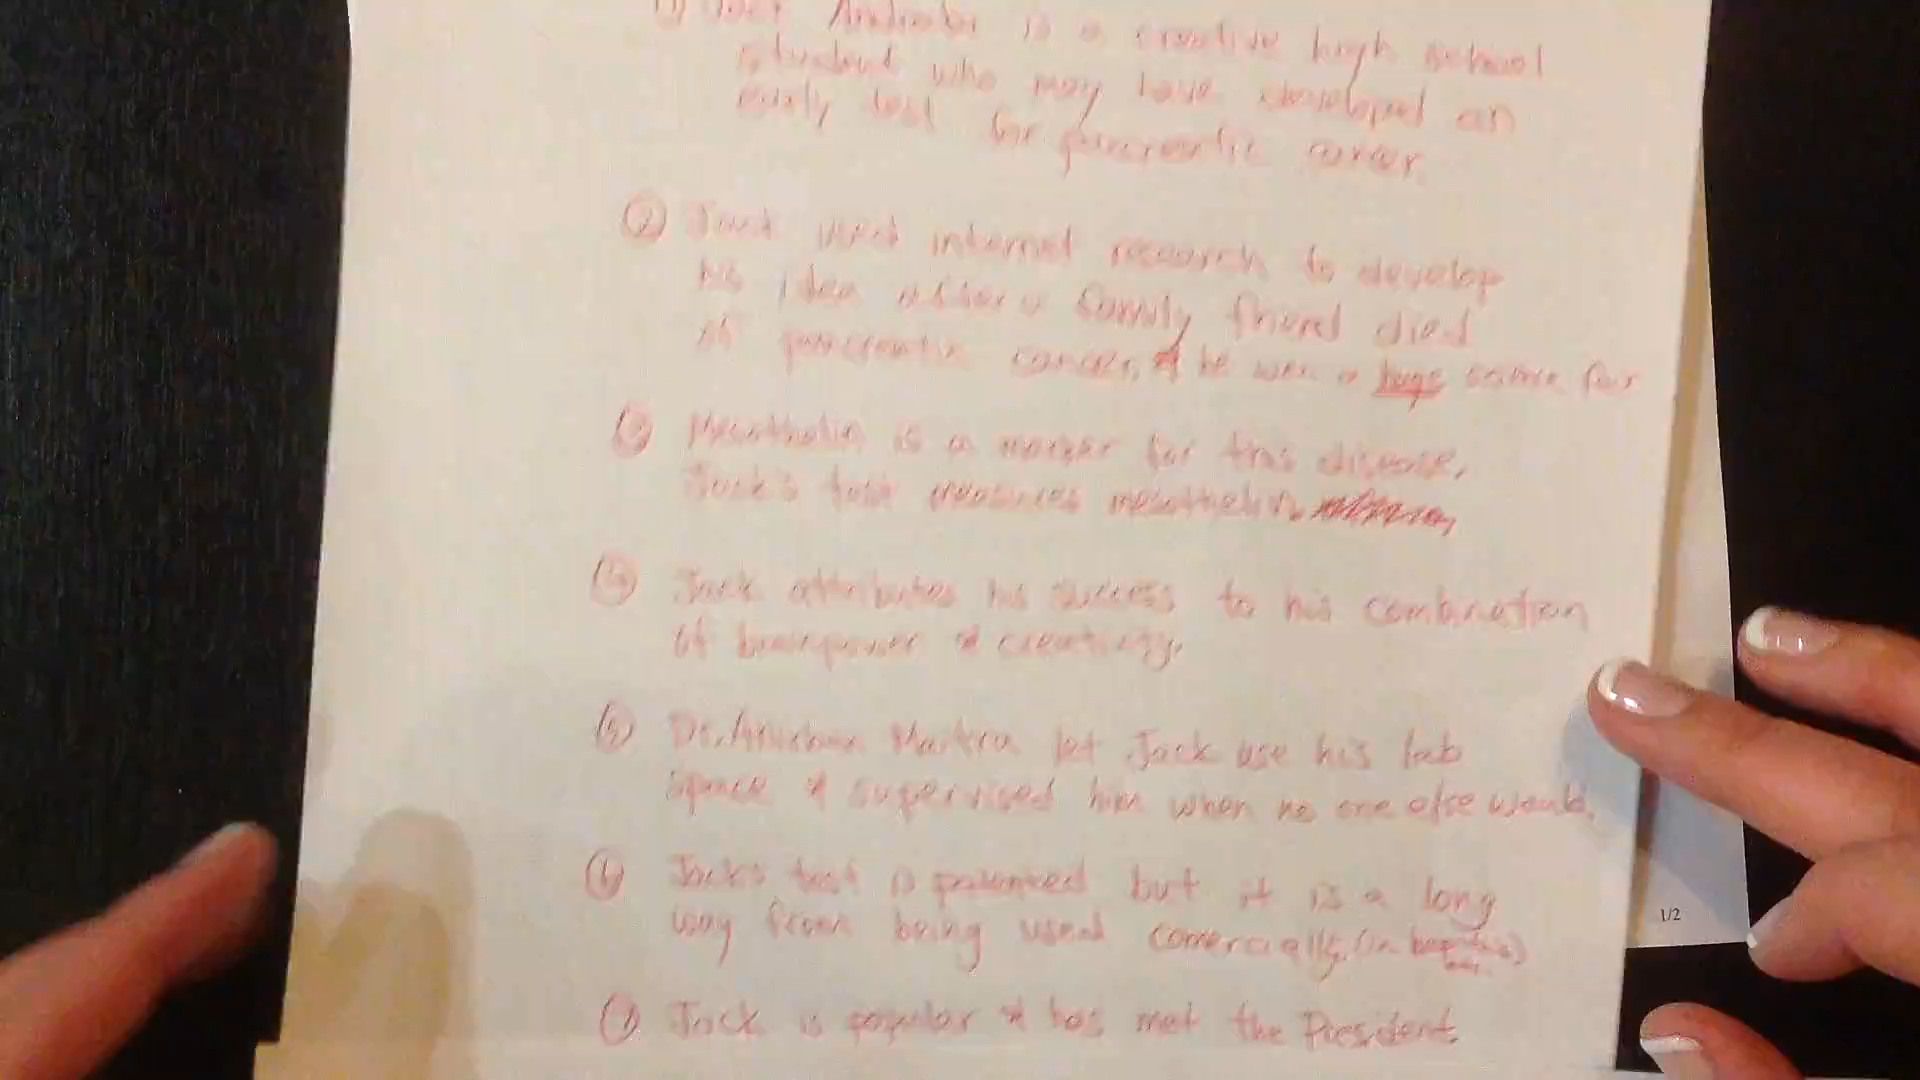 1) Jack Andraka is a creative high school
student who may have developed an
early test for pancreatic cancer.
2 Jack used internet research to develop
his idea after a family friend died
of pancreatic cancer, & he won a huge science fair
3 Mesothelin is a marker for this disease,
Jack's test measures mesothelin
4 Jack attributes his success to his combination
of brainpower & creativity.
5 Dr. Anirban Maitra let Jack use his lab
space & supervised him when no one else would.
6 Jack's test is patented but it is a long
way from being used comercially. (in
7 Jack is popular & has met the President
1/2